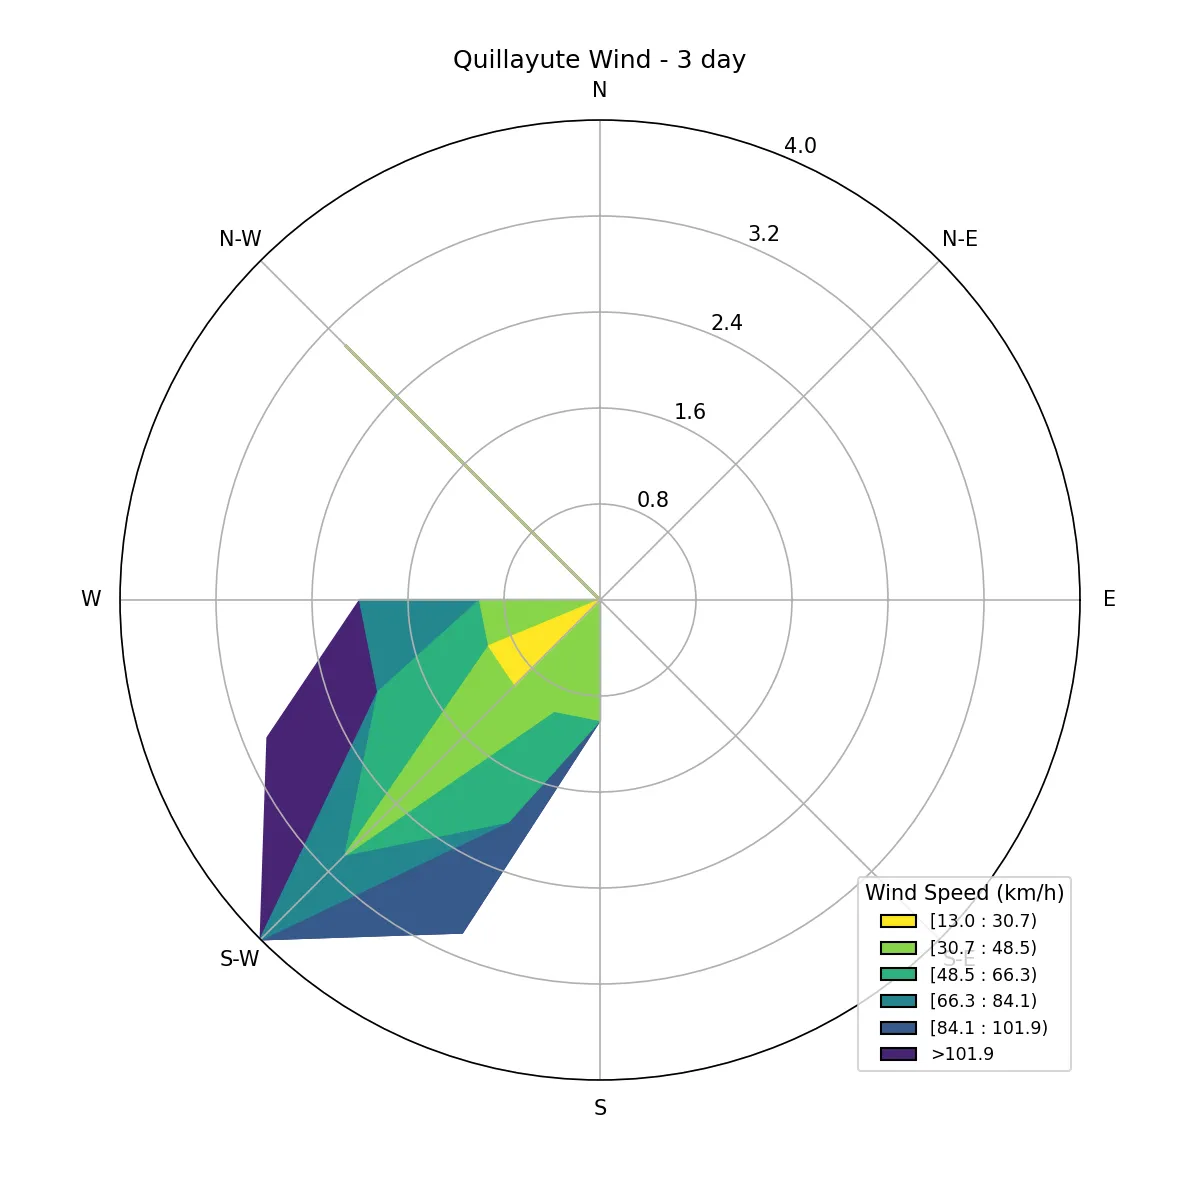 Quillayute Wind - 3 day
N
4.0
N-W
3.2
N-E
2.4
1.6
0.8
W
E
S-W
S-E
Wind Speed (km/h)
[13.0 : 30.7)
[30.7 : 48.5)
[48.5 : 66.3)
[66.3 : 84.1)
[84.1 : 101.9)
>101.9
S